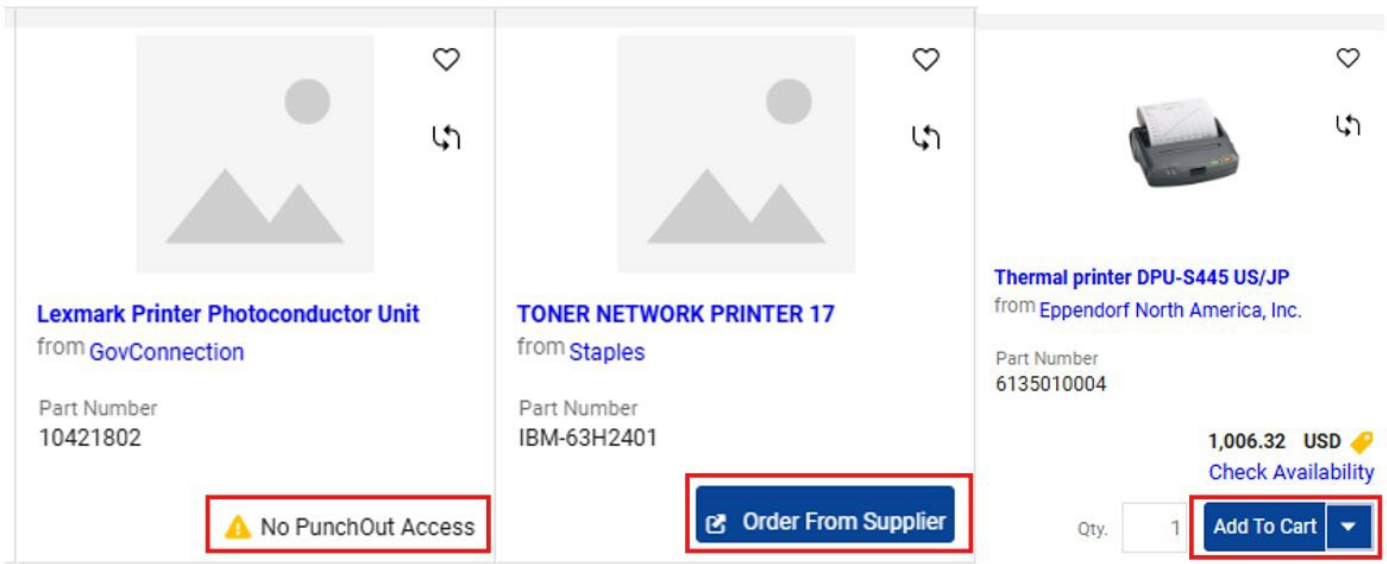 Lexmark Printer Photoconductor Unit
from GovConnection
Part Number
10421802
No PunchOut Access
TONER NETWORK PRINTER 17
from Staples
Part Number
IBM-63H2401
Order From Supplier
Thermal printer DPU-S445 US/JP
from Eppendorf North America, Inc.
Part Number
6135010004
1,006.32 USD
Check Availability
Qty. 1 Add To Cart